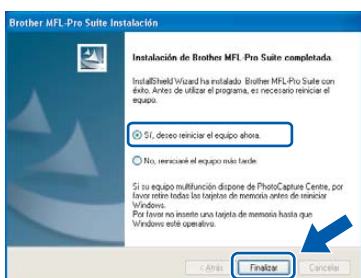 Brother MFL-Pro Suite Instalación
Instalación de Brother MFL-Pro Suite completada.
InstallShield Wizard ha instalado Brother MFL-Pro Suite con
éxito. Antes de utilizar el programa, es necesario reiniciar el
equipo.
Sí, deseo reiniciar el equipo ahora.
No, reiniciaré el equipo más tarde.
Si su equipo multifunción dispone de PhotoCapture Centre, por
favor retire todas las tarjetas de memoria antes de reiniciar
Windows.
Por favor no inserte una tarjeta de memoria hasta que
Windows esté operativo.
< Atrás
Finalizar
Cancelar